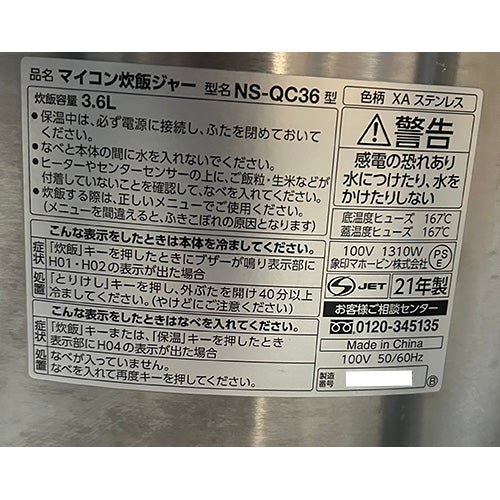 品名 マイコン炊飯ジャー 型名 NS-QC36 型
炊飯容量 3.6L
●保温中は、必ず電源に接続し、ふたを閉めておいて
ください。
●なべと本体の間に水を入れないでください。
●ヒーターやセンターセンサーの上に、ご飯粒・生米などが
付着していないことを確認して、なべを入れてください。
●炊飯する際は、正しいメニューでご使用ください。
(メニューを間違えると、ふきこぼれの原因となります)
こんな表示をしたときは本体を冷ましてください。
症状 「炊飯」キーを押したときにブザーが鳴り表示部に
H01・H02の表示が出た場合
処置 「とりけし」キーを押し、外ぶたを開け40分以上
冷ましてください。(やけどにご注意ください)
こんな表示をしたときはなべを入れてください。
症状 「炊飯」キーまたは、「保温」キーを押したとき
表示部にH04の表示が出た場合
処置 なべが入っていません。
なべを入れて再度キーを押してください。
色柄 XA ステンレス
警告
感電の恐れあり
水につけたり、水を
かけたりしない
底温度ヒューズ 167℃
蓋温度ヒューズ 167℃
100V 1310W
象印マホービン株式会社
PSE
S JET 21年製
お客様ご相談センター
0120-345135
Made in China
100V 50/60Hz
製造番号
B